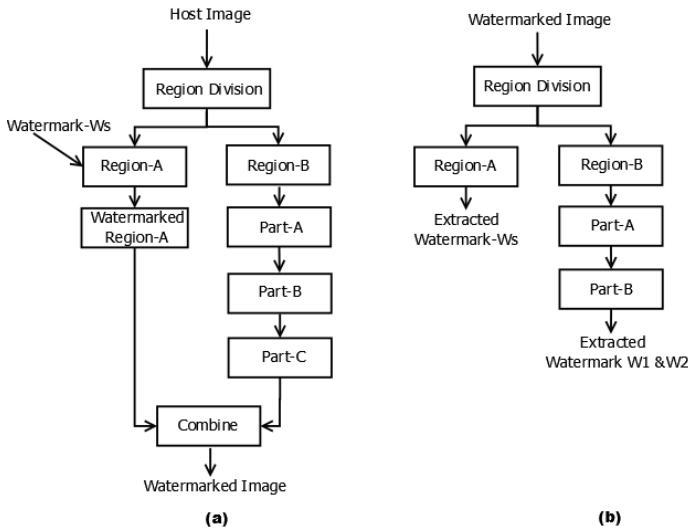 Host Image
Region Division
Watermark-Ws
Region-A
Region-B
Watermarked
Region-A
Part-A
Part-B
Part-C
Combine
Watermarked Image
(a)
Watermarked Image
Region Division
Region-A
Region-B
Extracted
Watermark-Ws
Part-A
Part-B
Extracted
Watermark W1 &W2
(b)